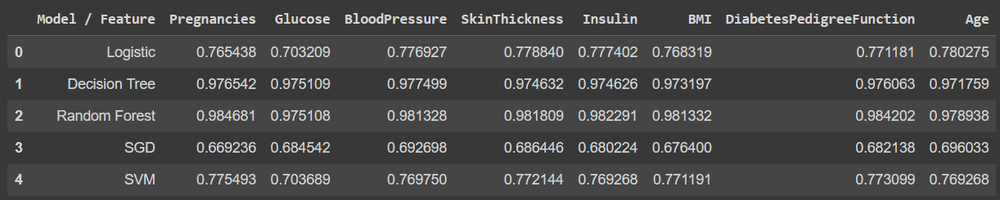 Model / Feature Pregnancies Glucose BloodPressure SkinThickness Insulin BMI DiabetesPedigreeFunction Age
0 Logistic 0.765438 0.703209 0.776927 0.778840 0.777402 0.768319 0.771181 0.780275
1 Decision Tree 0.976542 0.975109 0.977499 0.974632 0.974626 0.973197 0.976063 0.971759
2 Random Forest 0.984681 0.975108 0.981328 0.981809 0.982291 0.981332 0.984202 0.978938
3 SGD 0.669236 0.684542 0.692698 0.686446 0.680224 0.676400 0.682138 0.696033
4 SVM 0.775493 0.703689 0.769750 0.772144 0.769268 0.771191 0.773099 0.769268